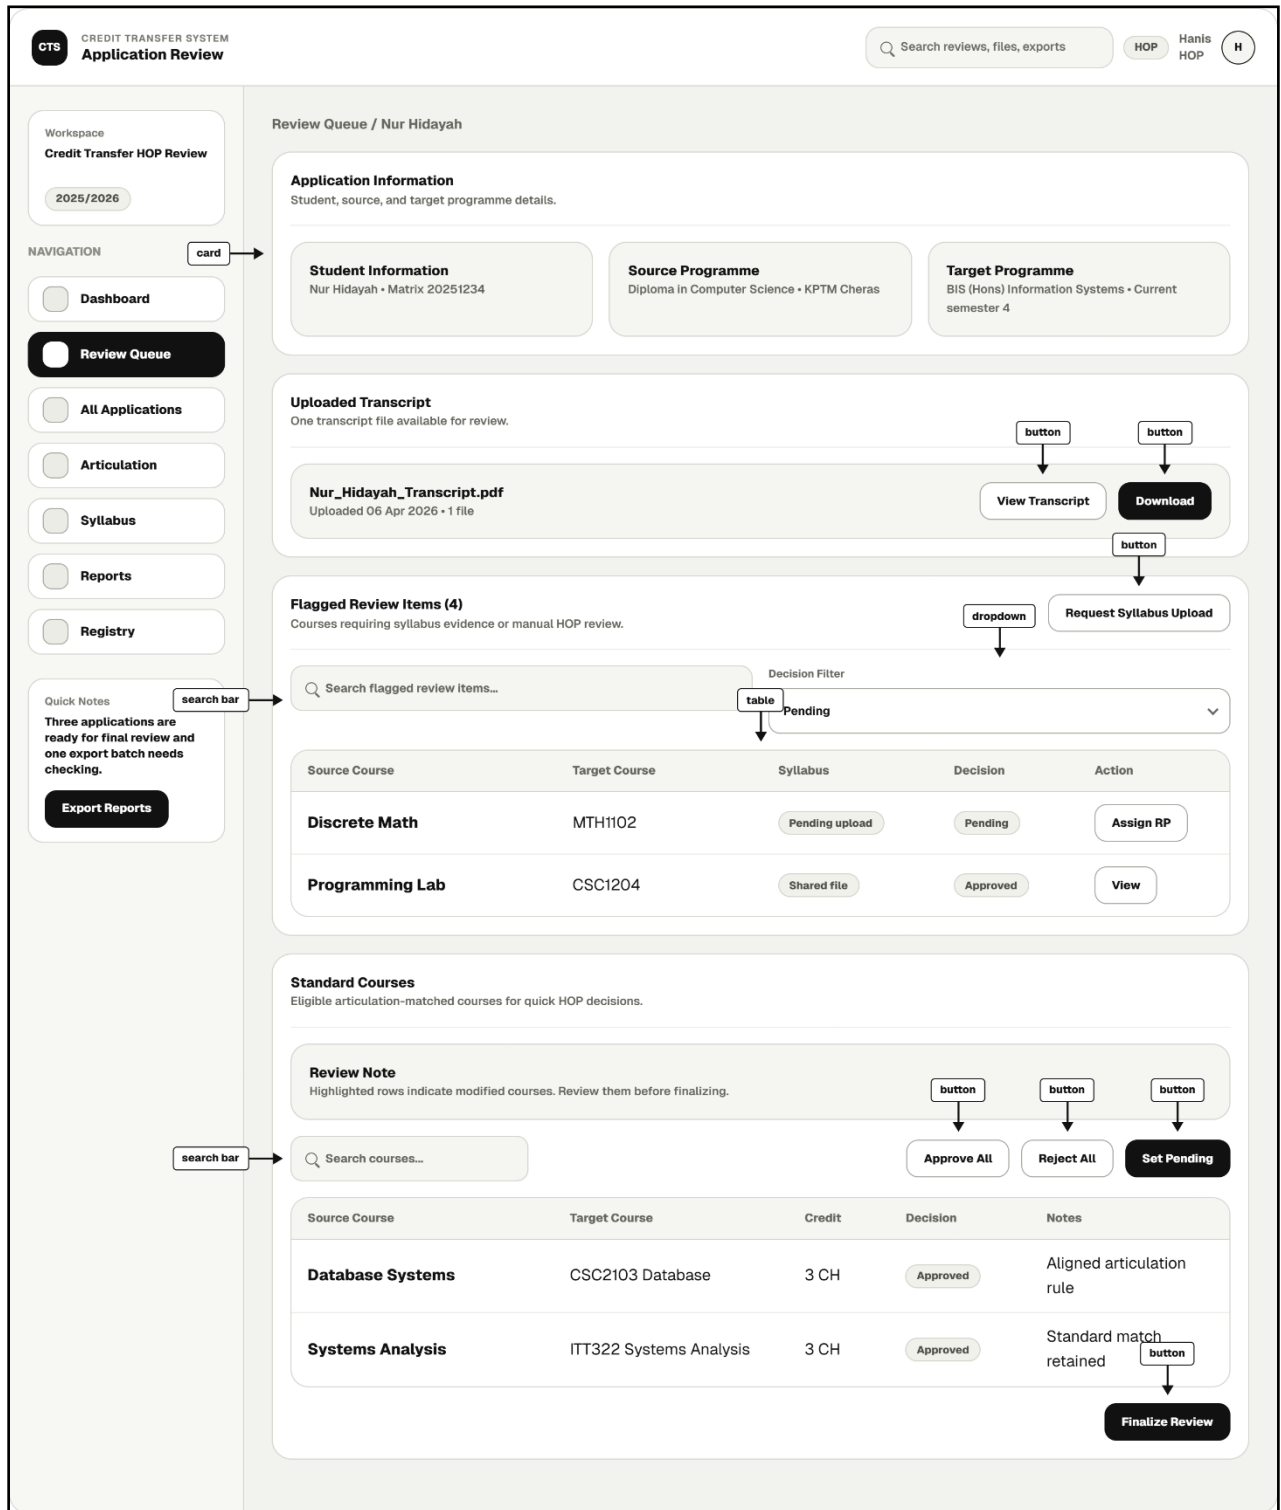 CTS
CREDIT TRANSFER SYSTEM
Application Review
Search reviews, files, exports
HOP
Hanis
HOP
H
Workspace
Credit Transfer HOP Review
2025/2026
NAVIGATION
card
Dashboard
Review Queue
All Applications
Articulation
Syllabus
Reports
Registry
Quick Notes
Three applications are
ready for final review and
one export batch needs
checking.
Export Reports
Review Queue / Nur Hidayah
Application Information
Student, source, and target programme details.
Student Information
Nur Hidayah • Matrix 20251234
Source Programme
Diploma in Computer Science • KPTM Cheras
Target Programme
BIS (Hons) Information Systems • Current
semester 4
Uploaded Transcript
One transcript file available for review.
button
button
Nur_Hidayah_Transcript.pdf
Uploaded 06 Apr 2026 • 1 file
View Transcript
Download
button
Flagged Review Items (4)
Courses requiring syllabus evidence or manual HOP review.
dropdown
Request Syllabus Upload
search bar
Search flagged review items...
Decision Filter
table
Pending
Source Course Target Course Syllabus Decision Action
Discrete Math MTH1102 Pending upload Pending Assign RP
Programming Lab CSC1204 Shared file Approved View
Standard Courses
Eligible articulation-matched courses for quick HOP decisions.
Review Note
Highlighted rows indicate modified courses. Review them before finalizing.
button
button
button
search bar
Search courses...
Approve All
Reject All
Set Pending
Source Course Target Course Credit Decision Notes
Database Systems CSC2103 Database 3 CH Approved Aligned articulation
rule
Systems Analysis ITT322 Systems Analysis 3 CH Approved Standard match
retained
button
Finalize Review